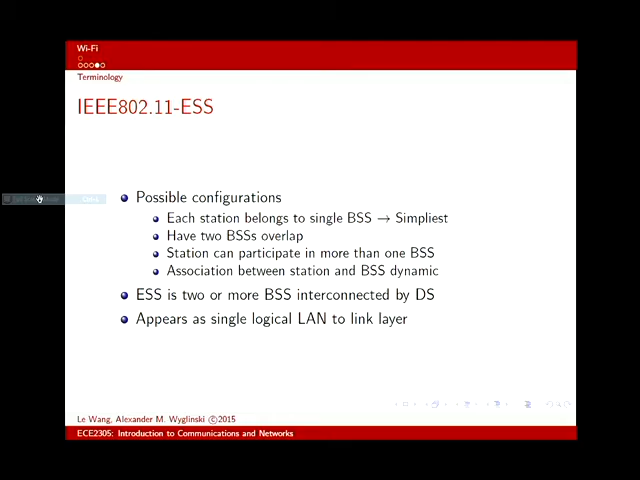 Wi-Fi
Terminology
IEEE802.11-ESS
Possible configurations
Each station belongs to single BSS → Simpliest
Have two BSSs overlap
Station can participate in more than one BSS
Association between station and BSS dynamic
ESS is two or more BSS interconnected by DS
Appears as single logical LAN to link layer
Le Wang, Alexander M. Wyglinski ©2015
ECE2305: Introduction to Communications and Networks